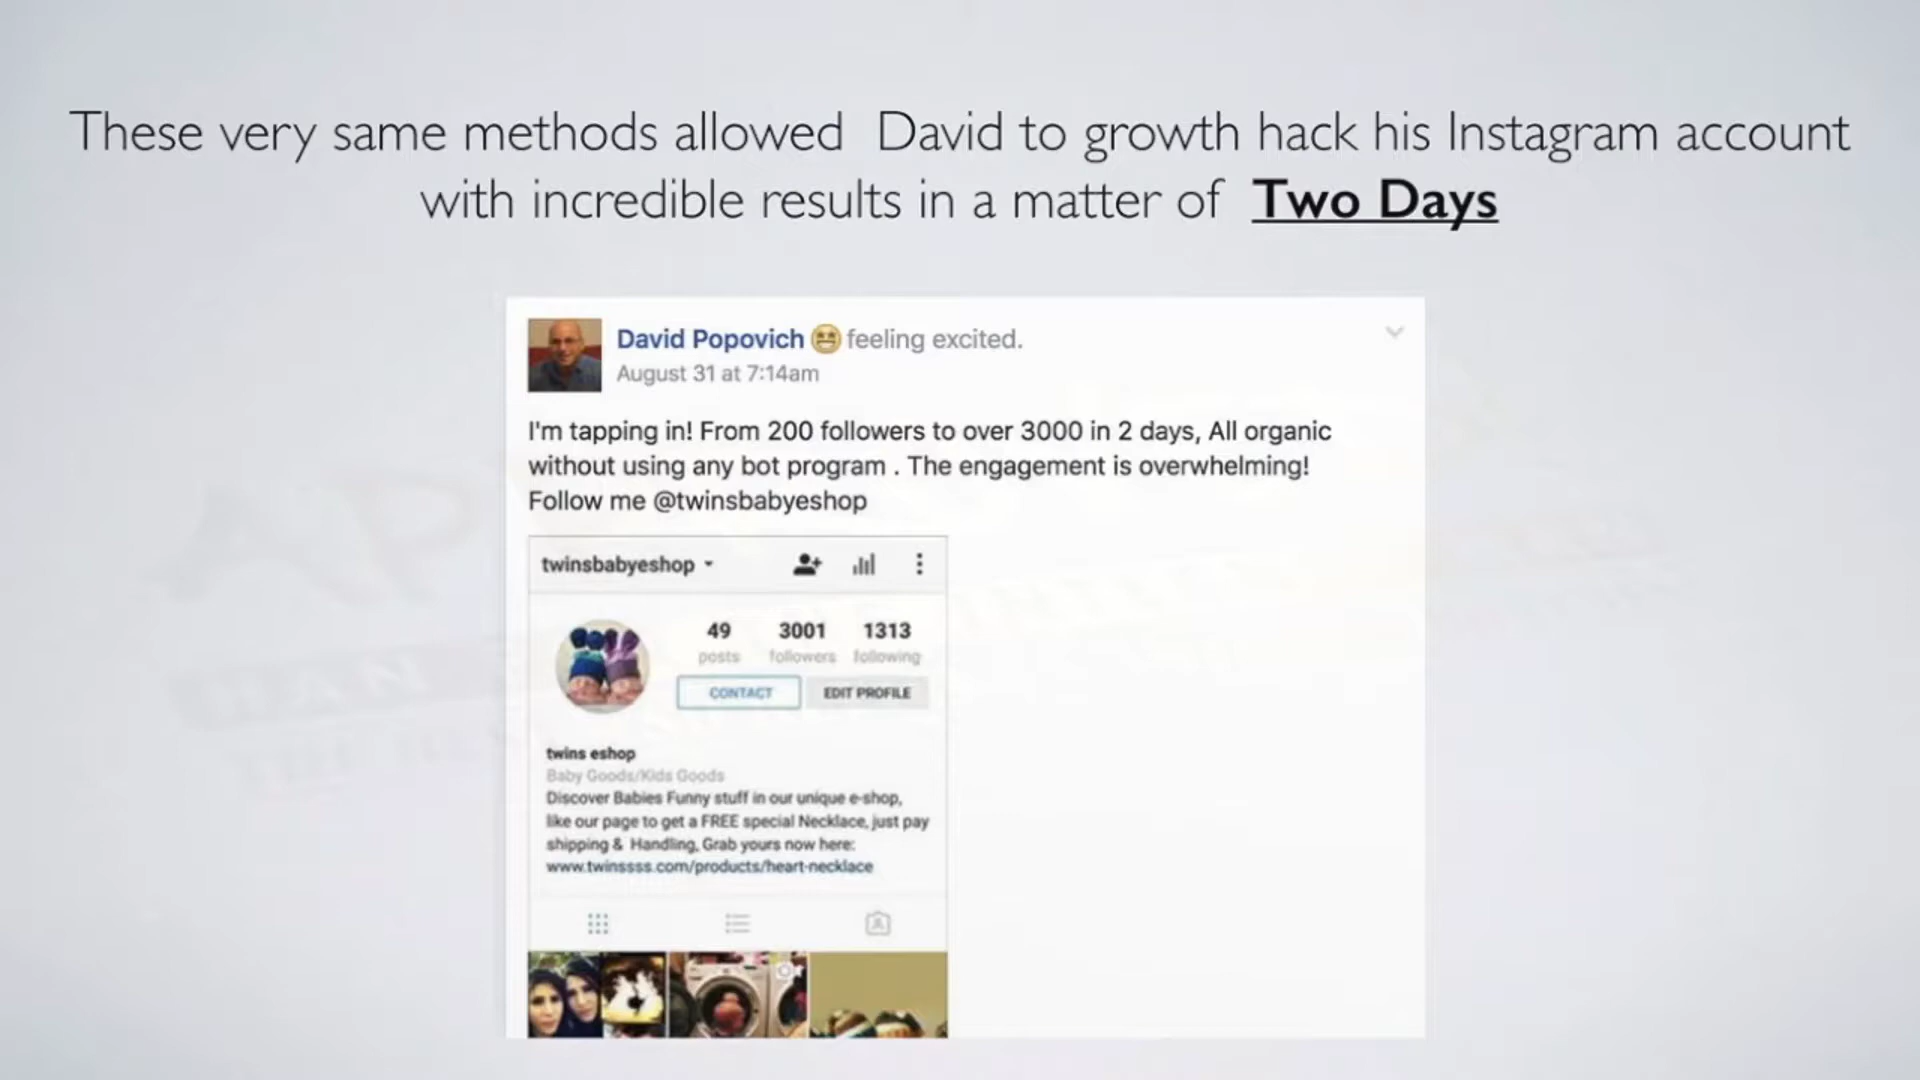 These very same methods allowed David to growth hack his Instagram account
with incredible results in a matter of Two Days
David Popovich feeling excited.
August 31 at 7:14am
I'm tapping in! From 200 followers to over 3000 in 2 days, All organic
without using any bot program . The engagement is overwhelming!
Follow me @twinsbabyeshop
twinsbabyeshop
49 3001 1313
posts followers following
CONTACT EDIT PROFILE
twins eshop
Baby Goods/Kids Goods
Discover Babies Funny stuff in our unique e-shop,
like our page to get a FREE special Necklace, just pay
shipping & Handling, Grab yours now here:
www.twinssss.com/products/heart-necklace